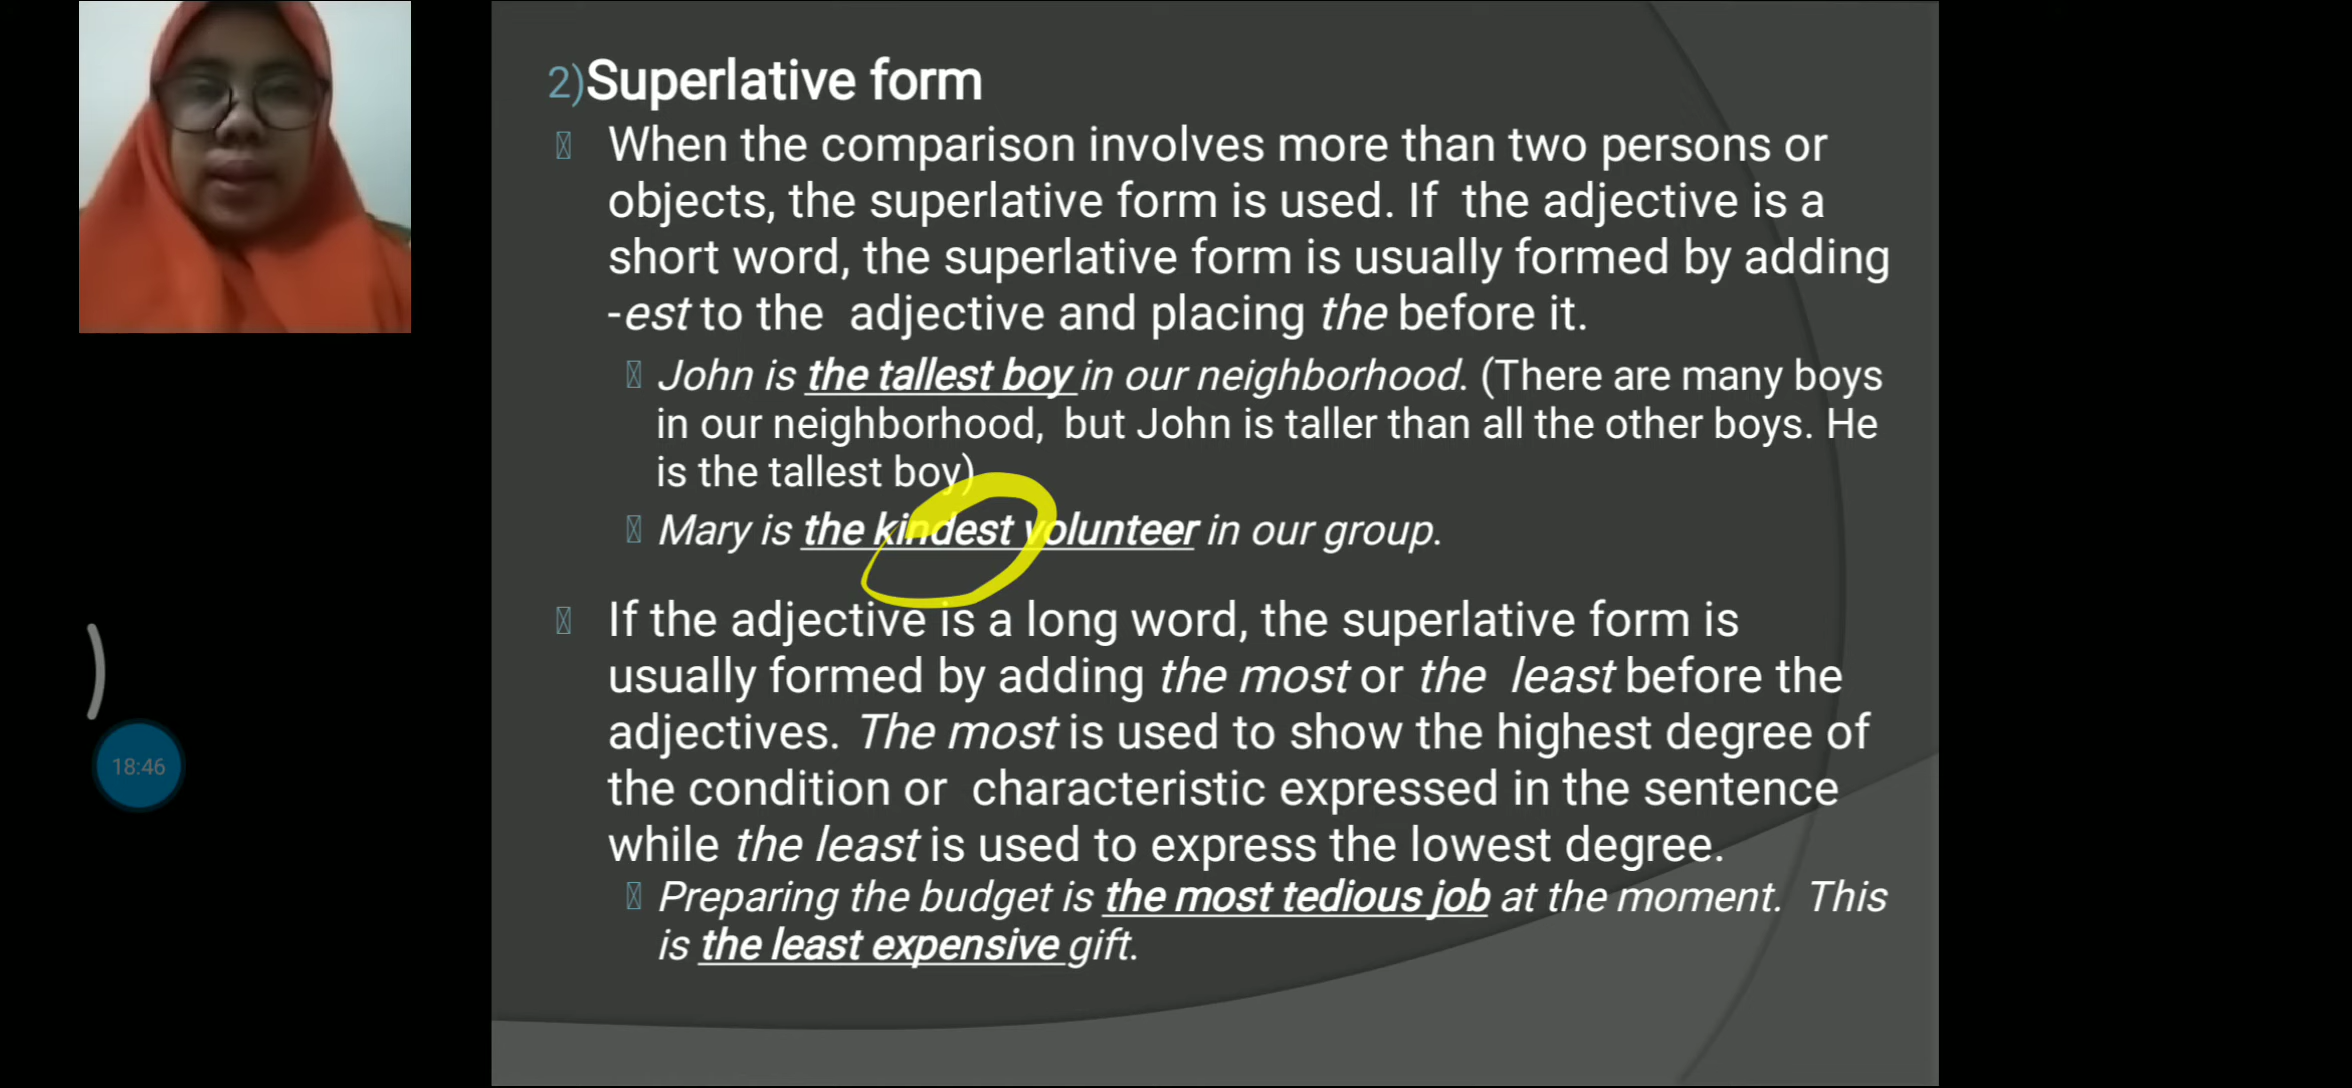 2)Superlative form
When the comparison involves more than two persons or
objects, the superlative form is used. If the adjective is a
short word, the superlative form is usually formed by adding
-est to the adjective and placing the before it.
John is the tallest boy in our neighborhood. (There are many boys
in our neighborhood, but John is taller than all the other boys. He
is the tallest boy)
Mary is the kindest volunteer in our group.
If the adjective is a long word, the superlative form is
usually formed by adding the most or the least before the
adjectives. The most is used to show the highest degree of
the condition or characteristic expressed in the sentence
while the least is used to express the lowest degree.
Preparing the budget is the most tedious job at the moment. This
is the least expensive gift.
18:46